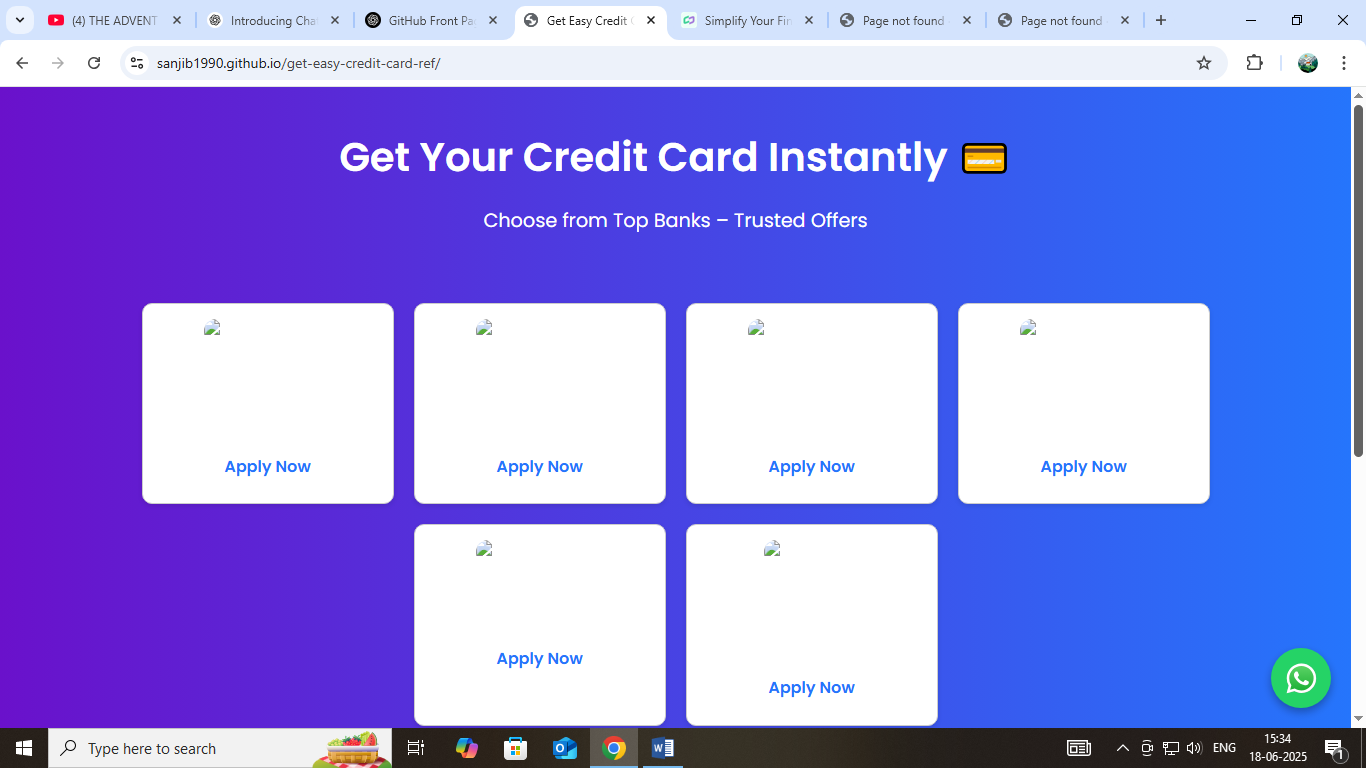 (4) THE ADVENT
Introducing Cha
GitHub Front Pa
Get Easy Credit C
Simplify Your Fin
Page not found
Page not found
sanjib1990.github.io/get-easy-credit-card-ref/
Get Your Credit Card Instantly 💳
Choose from Top Banks – Trusted Offers
Apply Now
Apply Now
Apply Now
Apply Now
Apply Now
Apply Now
Type here to search
ENG
15:34
18-06-2025
1